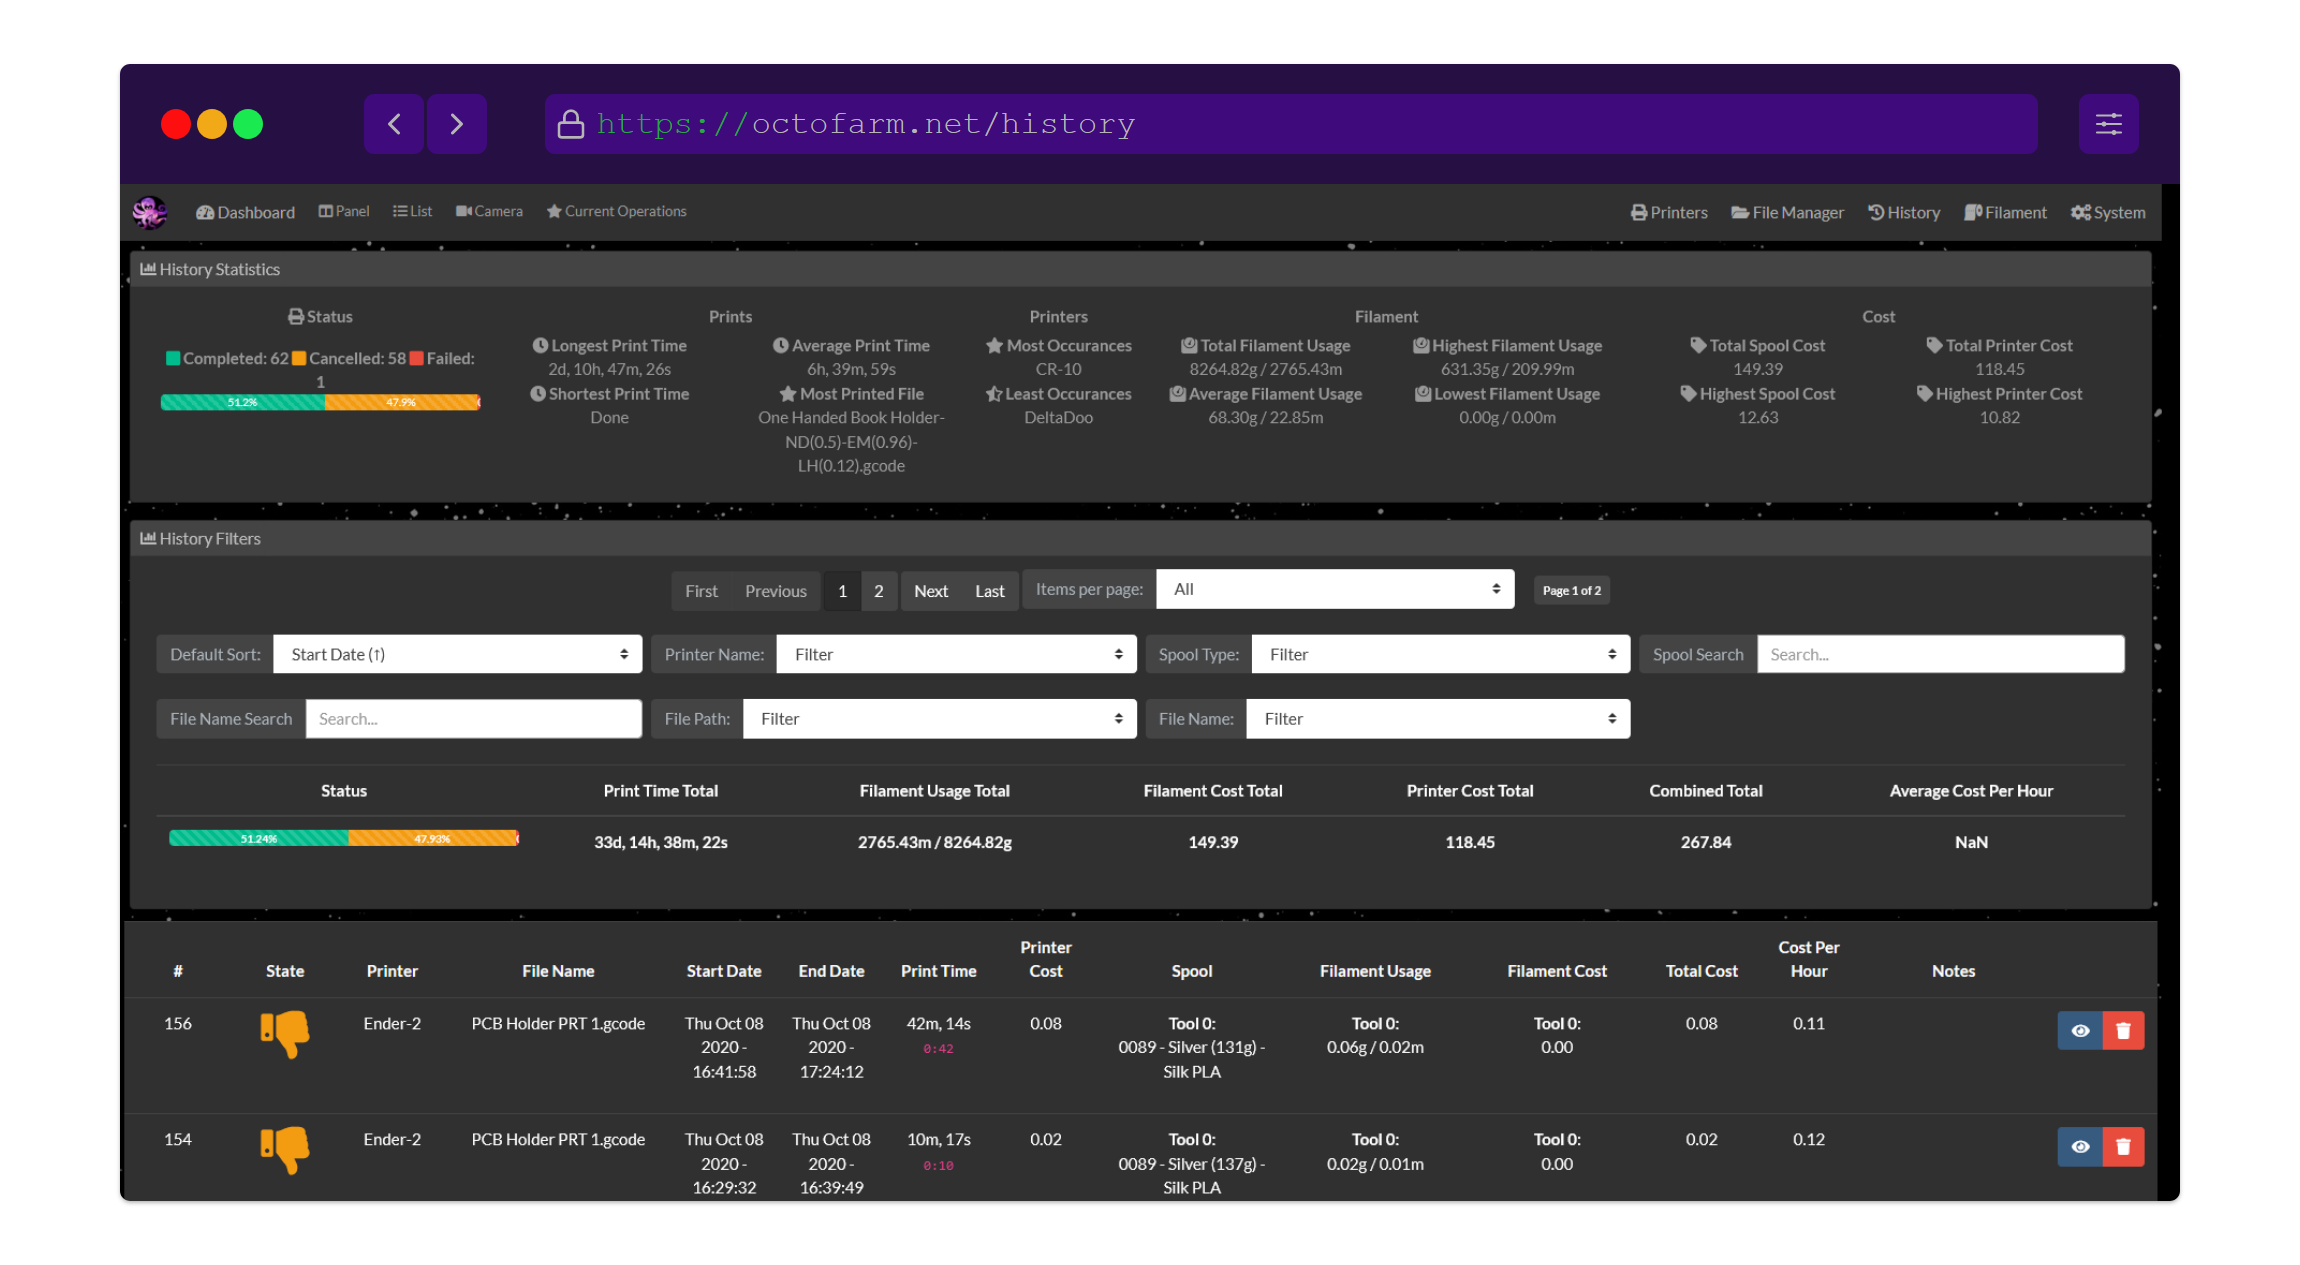 https://octofarm.net/history
Dashboard Panel List Camera Current Operations Printers File Manager History Filament System
History Statistics
Status Prints Printers Filament Cost
Completed: 62 Cancelled: 58 Failed:
1
51.2% 47.9%
Longest Print Time
2d, 10h, 47m, 26s
Shortest Print Time
Done
Average Print Time
6h, 39m, 59s
Most Printed File
One Handed Book Holder-
ND(0.5)-EM(0.96)-
LH(0.12).gcode
Most Occurances
CR-10
Least Occurances
DeltaDoo
Total Filament Usage
8264.82g / 2765.43m
Average Filament Usage
68.30g / 22.85m
Highest Filament Usage
631.35g / 209.99m
Lowest Filament Usage
0.00g / 0.00m
Total Spool Cost
149.39
Highest Spool Cost
12.63
Total Printer Cost
118.45
Highest Printer Cost
10.82
History Filters
First Previous 1 2 Next Last Items per page: All Page 1 of 2
Default Sort: Start Date (↑) Printer Name: Filter Spool Type: Filter Spool Search Search...
File Name Search Search... File Path: Filter File Name: Filter
Status Print Time Total Filament Usage Total Filament Cost Total Printer Cost Total Combined Total Average Cost Per Hour
51.24% 47.93% 33d, 14h, 38m, 22s 2765.43m / 8264.82g 149.39 118.45 267.84 NaN
# State Printer File Name Start Date End Date Print Time Printer Cost Spool Filament Usage Filament Cost Total Cost Cost Per Hour Notes
156 Ender-2 PCB Holder PRT 1.gcode Thu Oct 08 Thu Oct 08 42m, 14s 0.08 Tool 0: Tool 0: Tool 0: 0.08 0.11
2020 - 2020 - 0:42 0089 - Silver (131g) - 0.06g / 0.02m 0.00
16:41:58 17:24:12 Silk PLA
154 Ender-2 PCB Holder PRT 1.gcode Thu Oct 08 Thu Oct 08 10m, 17s 0.02 Tool 0: Tool 0: Tool 0: 0.02 0.12
2020 - 2020 - 0:10 0089 - Silver (137g) - 0.02g / 0.01m 0.00
16:29:32 16:39:49 Silk PLA